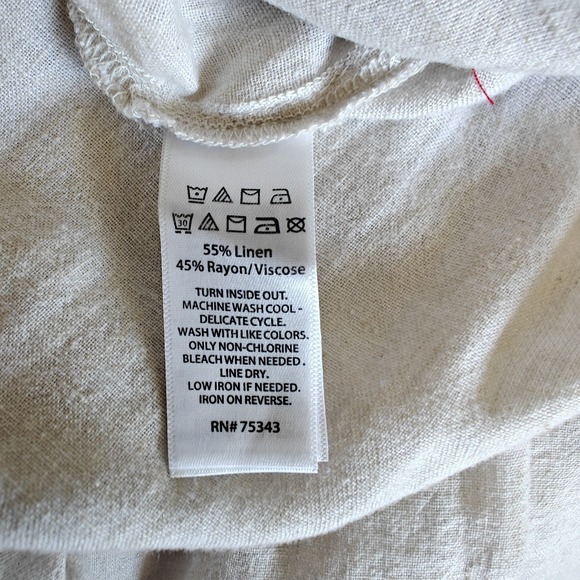 30
55% Linen
45% Rayon/Viscose
TURN INSIDE OUT.
MACHINE WASH COOL -
DELICATE CYCLE.
WASH WITH LIKE COLORS.
ONLY NON-CHLORINE
BLEACH WHEN NEEDED.
LINE DRY.
LOW IRON IF NEEDED.
IRON ON REVERSE.
RN# 75343